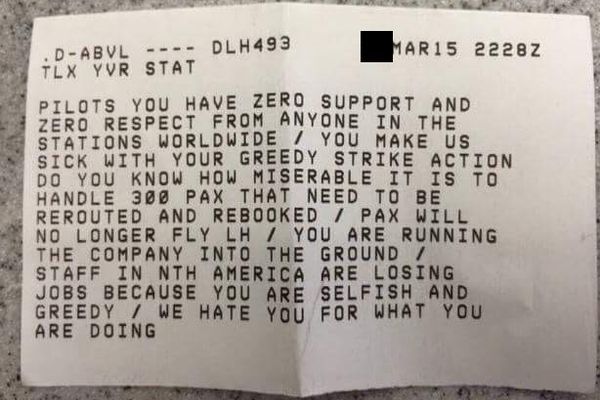 .D-ABVL ---- DLH493 MAR15 2228Z
TLX YVR STAT
PILOTS YOU HAVE ZERO SUPPORT AND
ZERO RESPECT FROM ANYONE IN THE
STATIONS WORLDWIDE / YOU MAKE US
SICK WITH YOUR GREEDY STRIKE ACTION
DO YOU KNOW HOW MISERABLE IT IS TO
HANDLE 300 PAX THAT NEED TO BE
REROUTED AND REBOOKED / PAX WILL
NO LONGER FLY LH / YOU ARE RUNNING
THE COMPANY INTO THE GROUND /
STAFF IN NTH AMERICA ARE LOSING
JOBS BECAUSE YOU ARE SELFISH AND
GREEDY / WE HATE YOU FOR WHAT YOU
ARE DOING